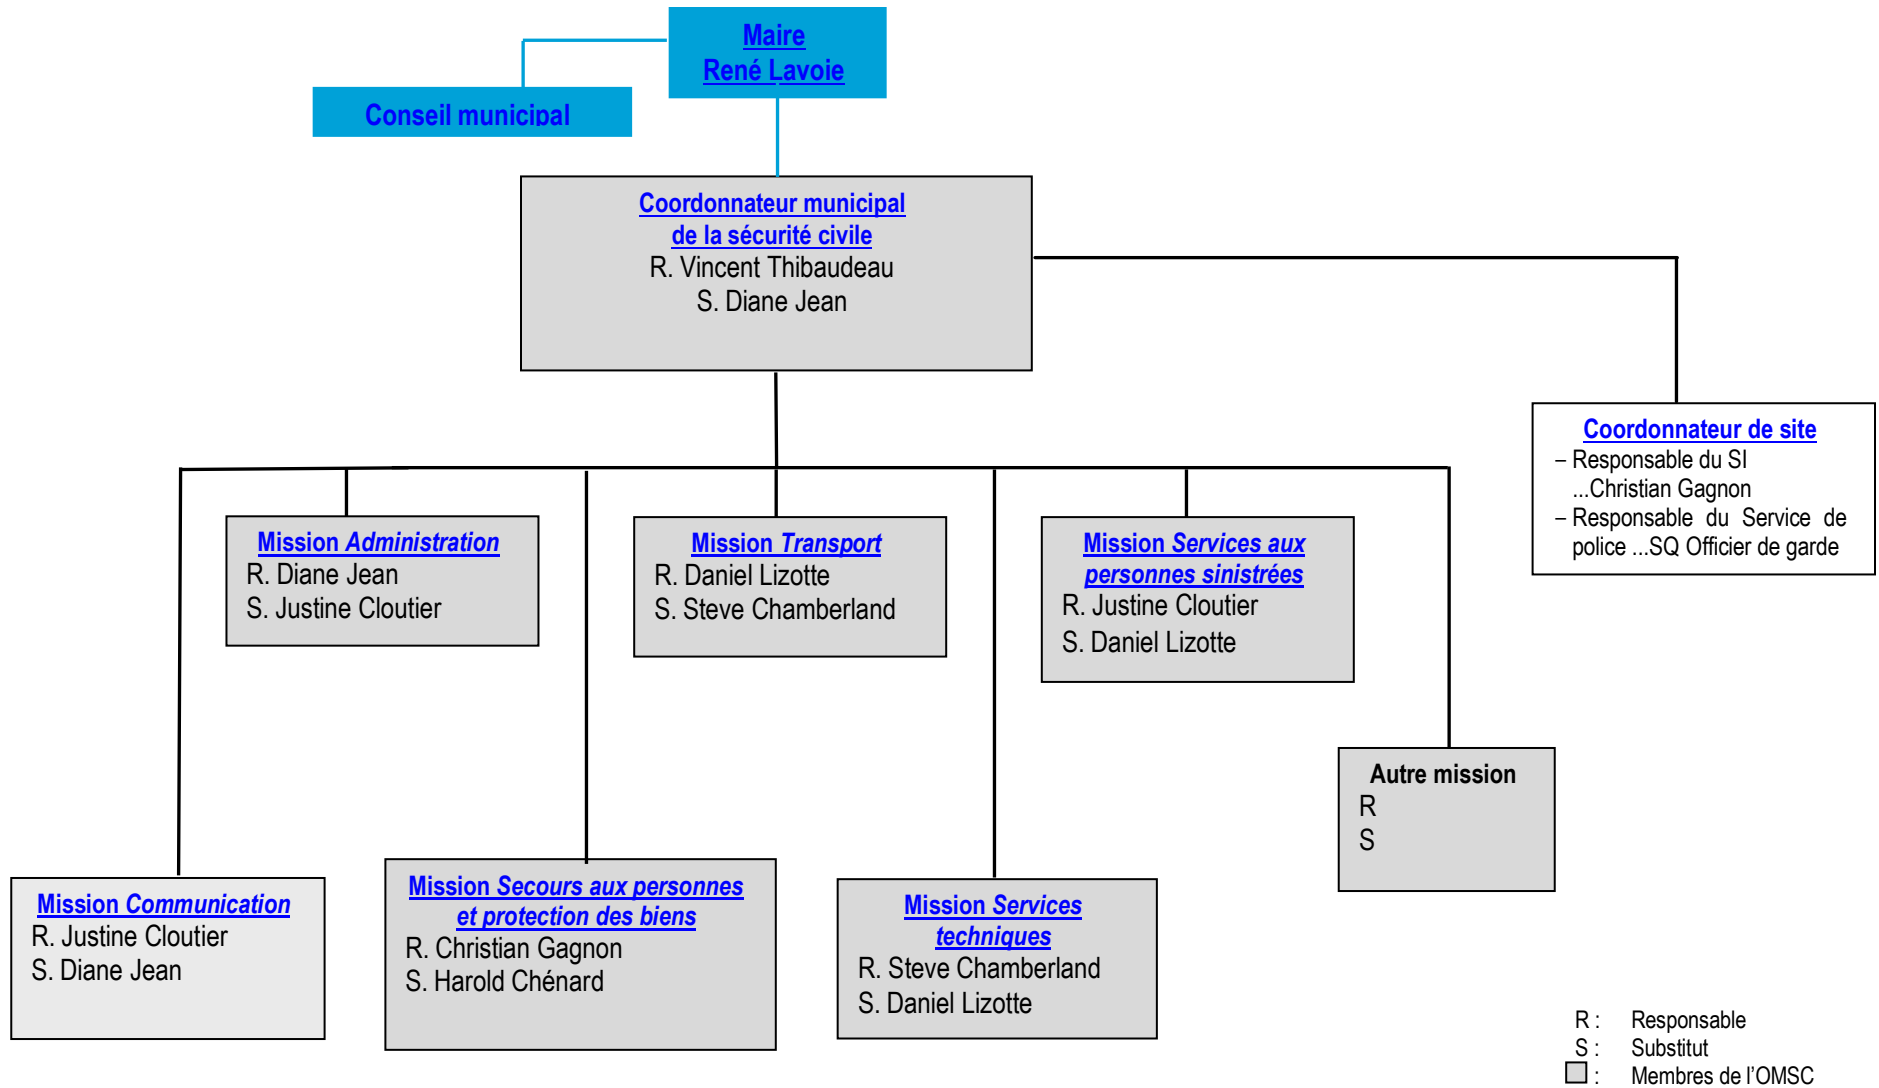 Maire
René Lavoie
Conseil municipal
Coordonnateur municipal
de la sécurité civile
R. Vincent Thibaudeau
S. Diane Jean
Coordonnateur de site
– Responsable du SI
...Christian Gagnon
– Responsable du Service de
police ...SQ Officier de garde
Mission Administration
R. Diane Jean
S. Justine Cloutier
Mission Transport
R. Daniel Lizotte
S. Steve Chamberland
Mission Services aux
personnes sinistrées
R. Justine Cloutier
S. Daniel Lizotte
Autre mission
R
S
Mission Communication
R. Justine Cloutier
S. Diane Jean
Mission Secours aux personnes
et protection des biens
R. Christian Gagnon
S. Harold Chénard
Mission Services
techniques
R. Steve Chamberland
S. Daniel Lizotte
R : Responsable
S : Substitut
: Membres de l'OMSC